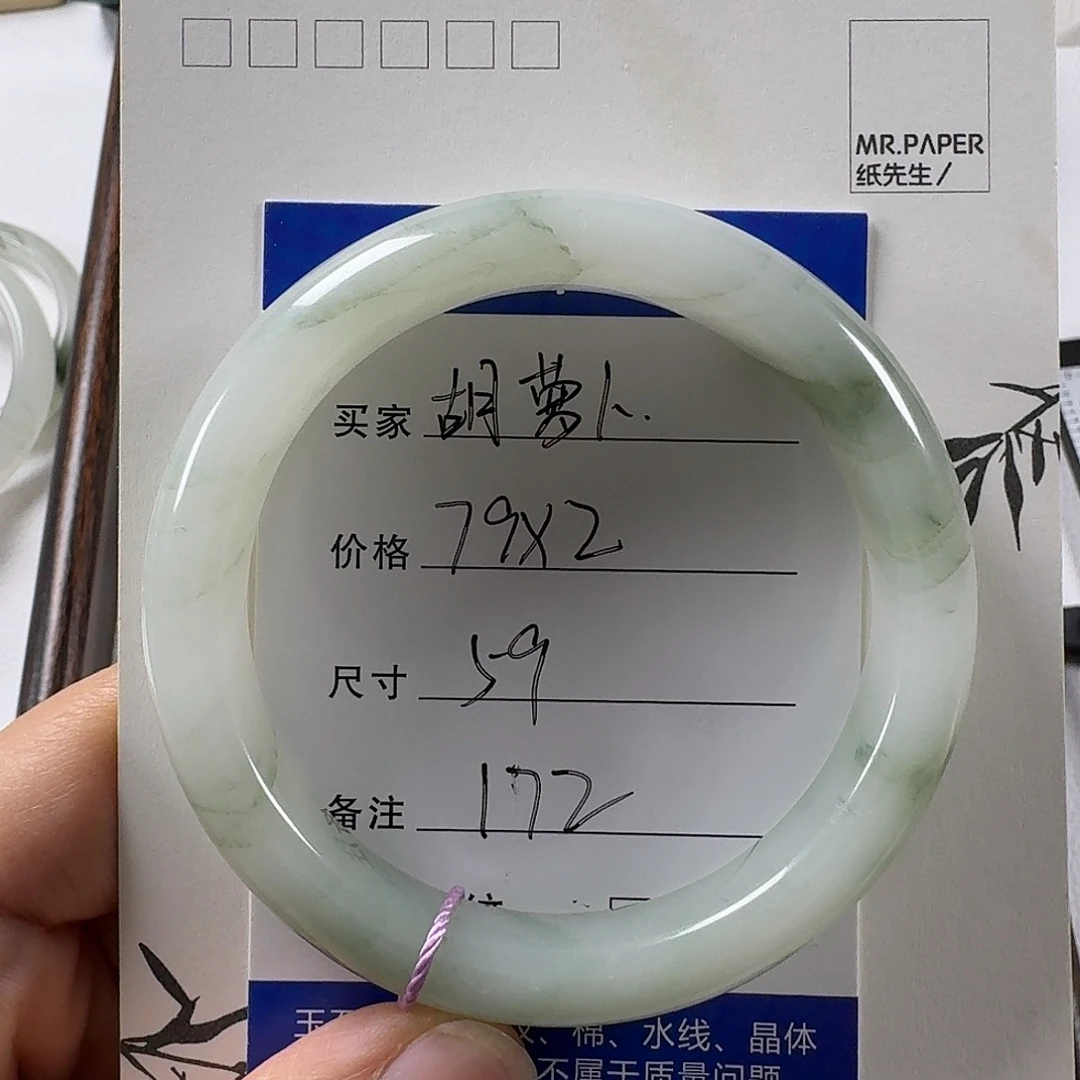 MR.PAPER
纸先生/
买家 胡萝卜
价格 79x2
尺寸 59
备注 172
、棉、水线、晶体
不属于质量问题